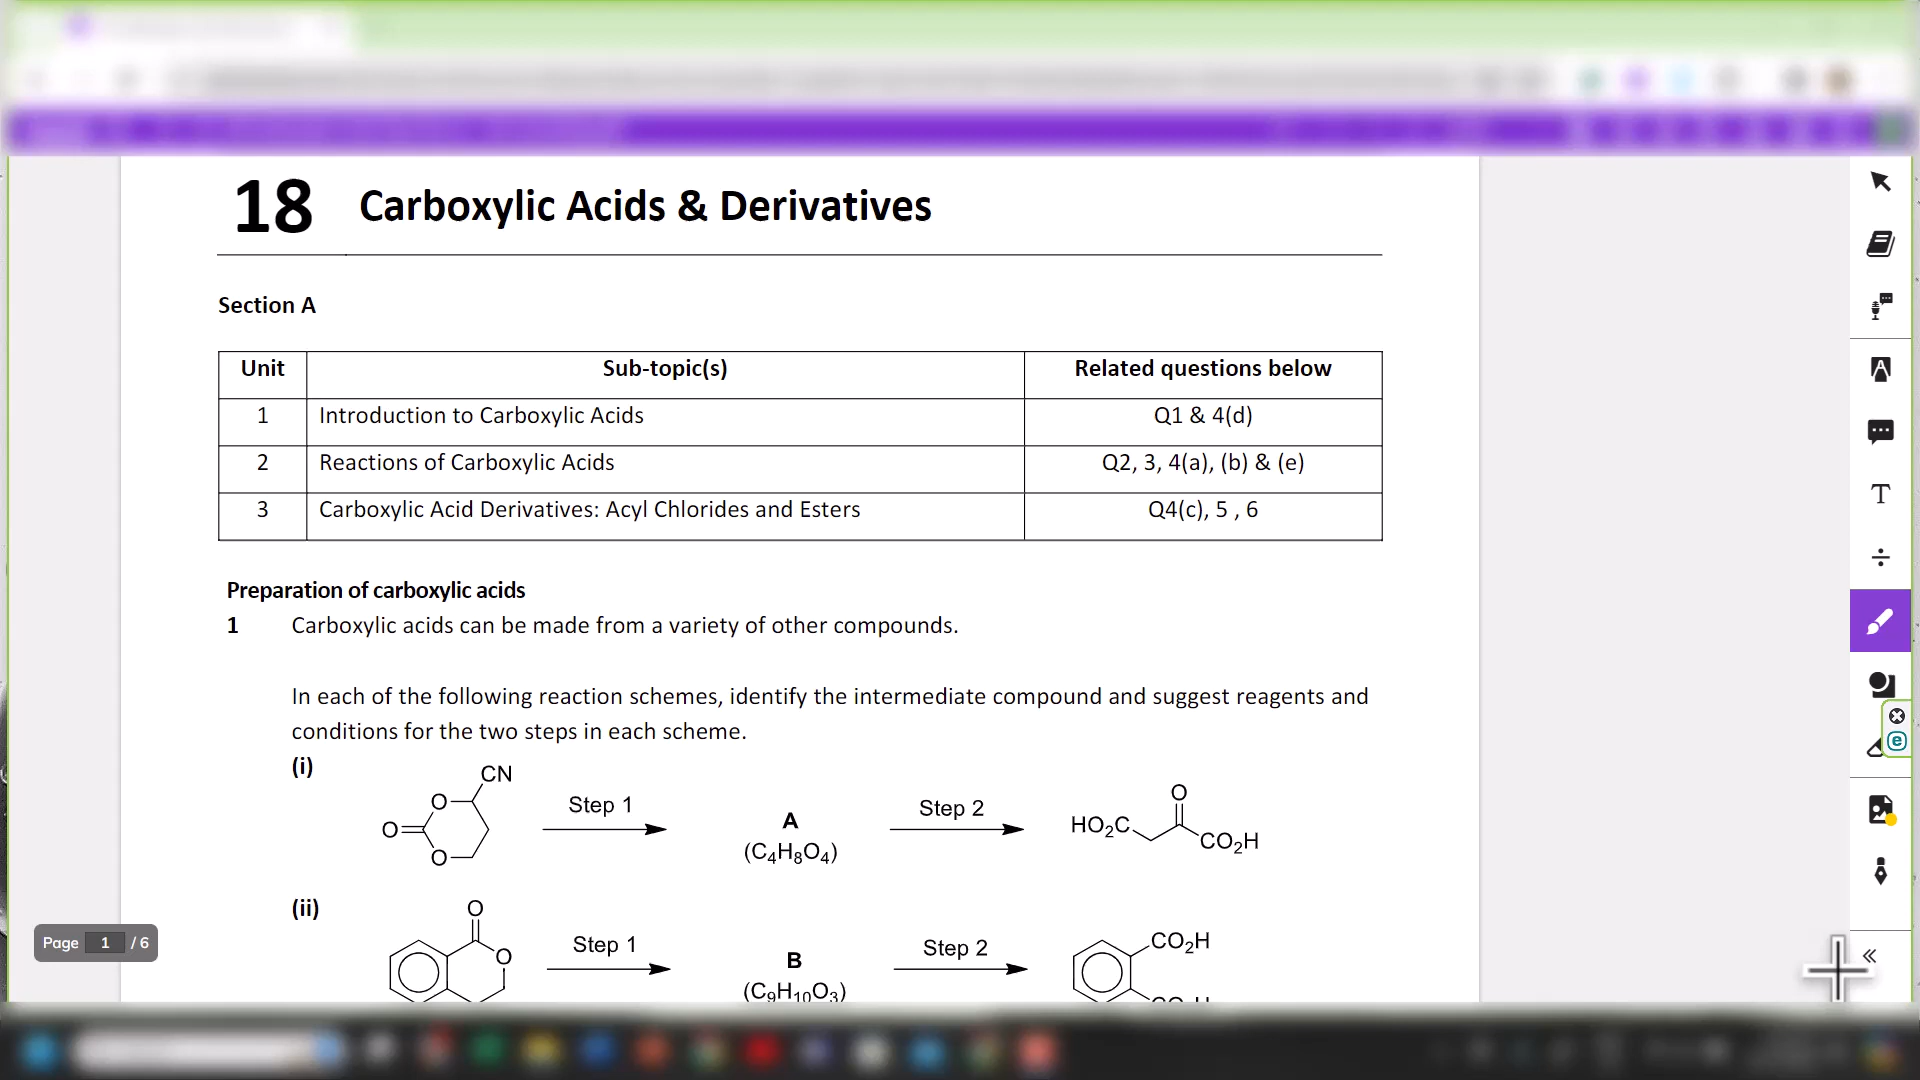 18 Carboxylic Acids & Derivatives
Section A
Unit Sub-topic(s) Related questions below
1 Introduction to Carboxylic Acids Q1 & 4(d)
2 Reactions of Carboxylic Acids Q2, 3, 4(a), (b) & (e)
3 Carboxylic Acid Derivatives: Acyl Chlorides and Esters Q4(c), 5 , 6
Preparation of carboxylic acids
1 Carboxylic acids can be made from a variety of other compounds.
In each of the following reaction schemes, identify the intermediate compound and suggest reagents and
conditions for the two steps in each scheme.
(i)
CN
O
O
O
Step 1
A
(C₄H₈O₄)
Step 2
O
HO₂C
CO₂H
(ii)
O
O
Step 1
B
(C₉H₁₀O₃)
Step 2
CO₂H
CO₂H
Page 1 / 6